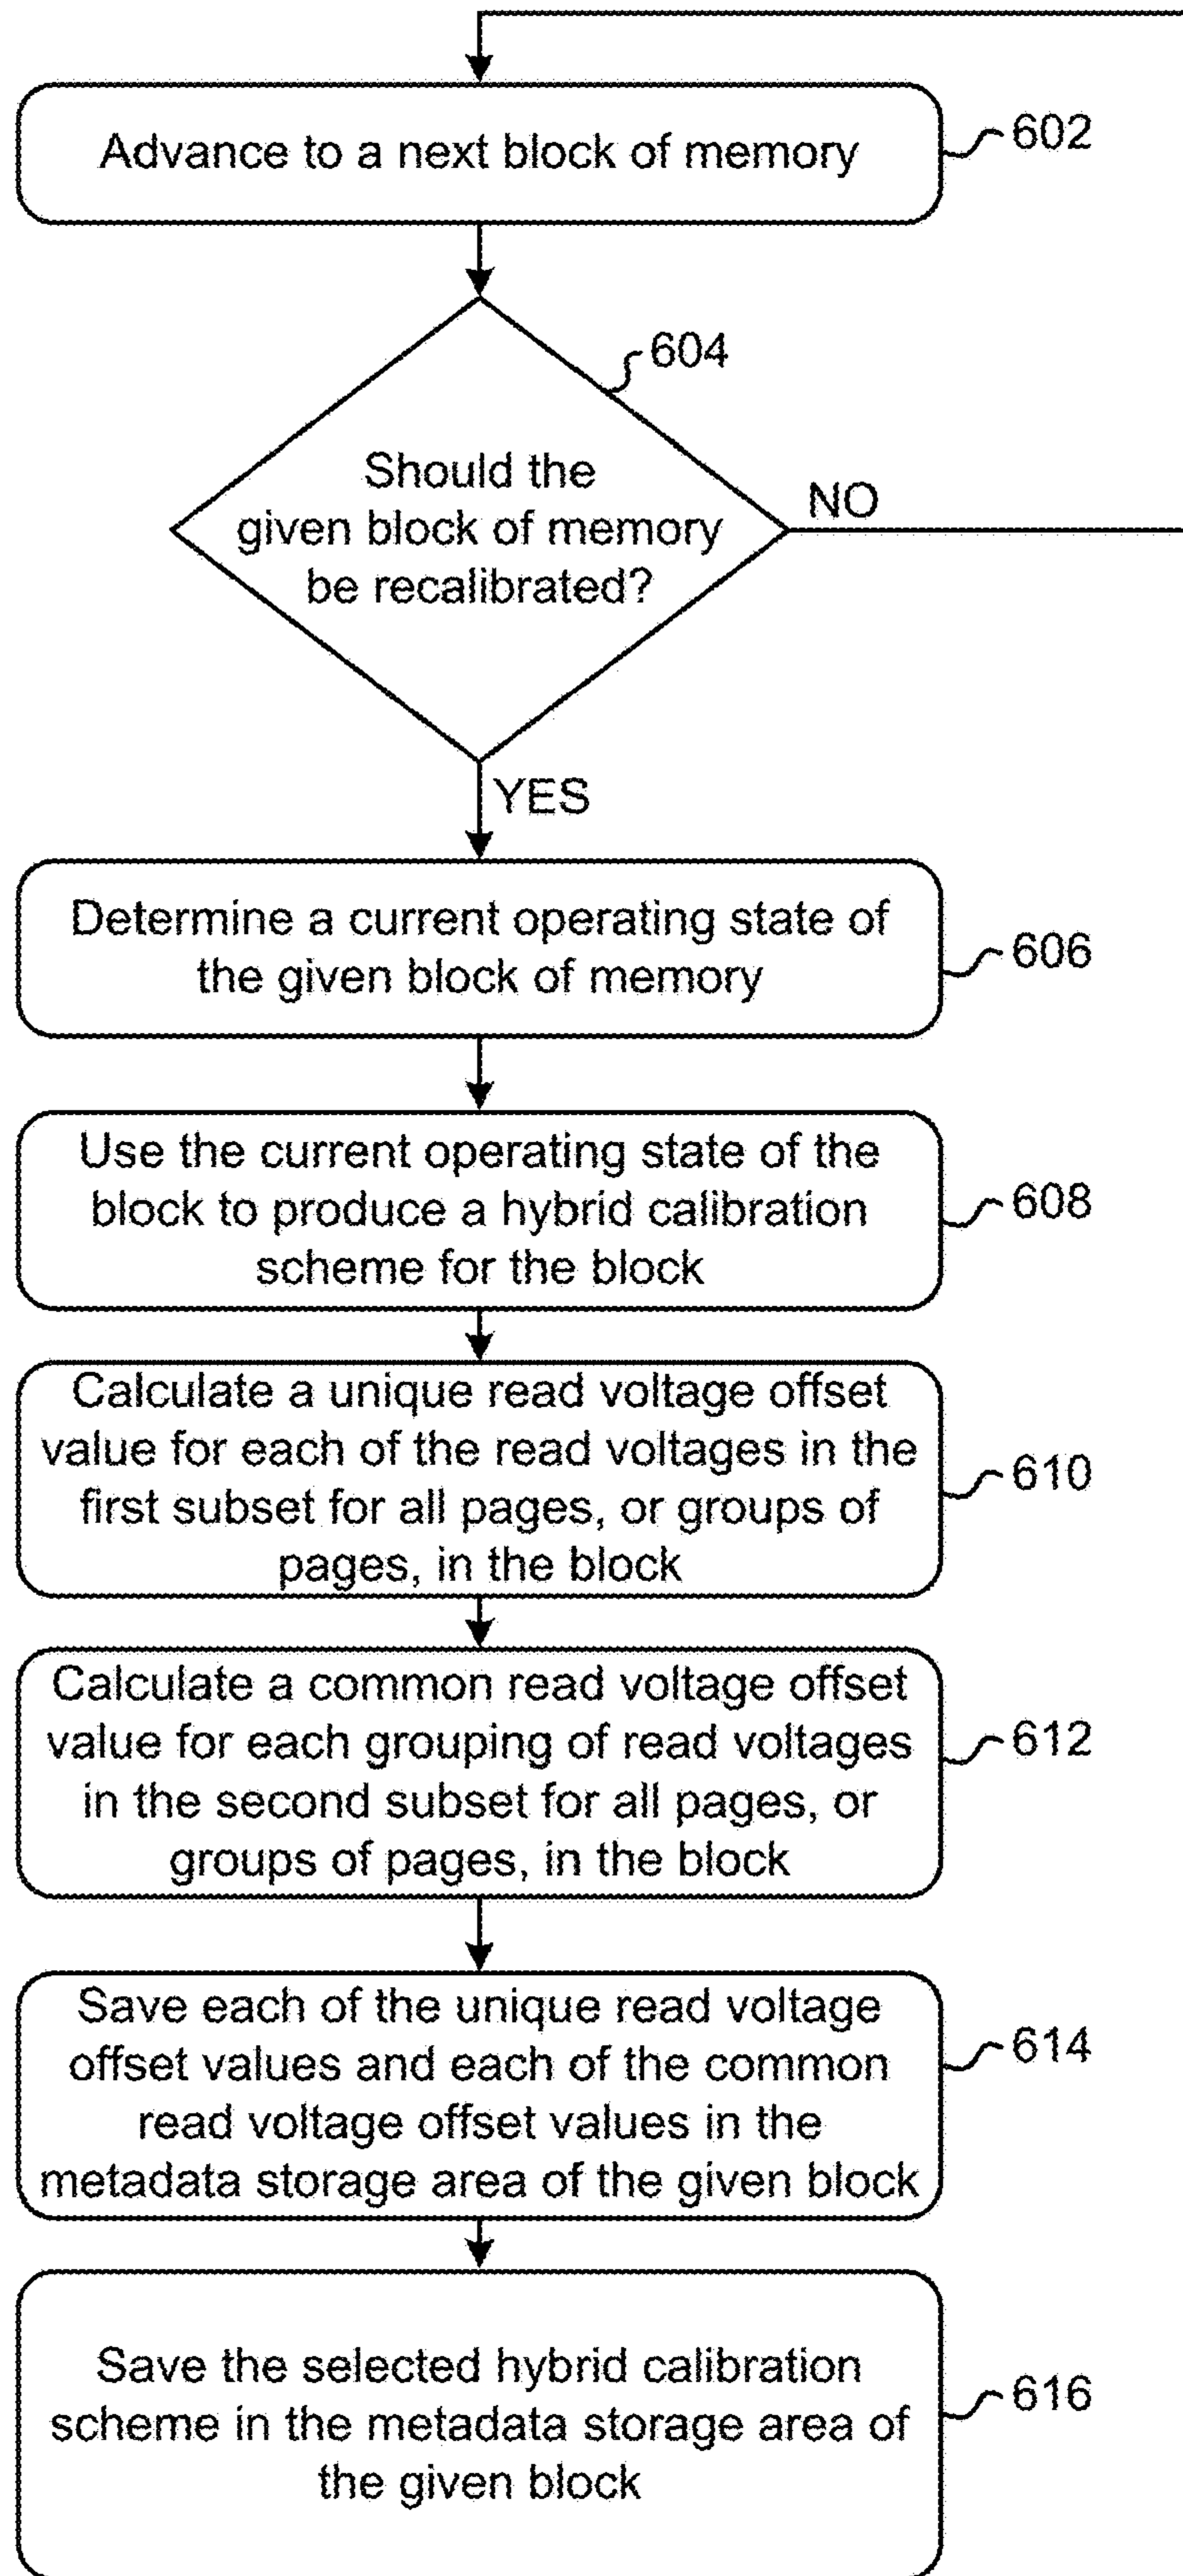 Advance to a next block of memory
602
604
Should the
given block of memory
be recalibrated?
NO
YES
Determine a current operating state of
the given block of memory
606
Use the current operating state of the
block to produce a hybrid calibration
scheme for the block
608
Calculate a unique read voltage offset
value for each of the read voltages in the
first subset for all pages, or groups of
pages, in the block
610
Calculate a common read voltage offset
value for each grouping of read voltages
in the second subset for all pages, or
groups of pages, in the block
612
Save each of the unique read voltage
offset values and each of the common
read voltage offset values in the
metadata storage area of the given block
614
Save the selected hybrid calibration
scheme in the metadata storage area of
the given block
616